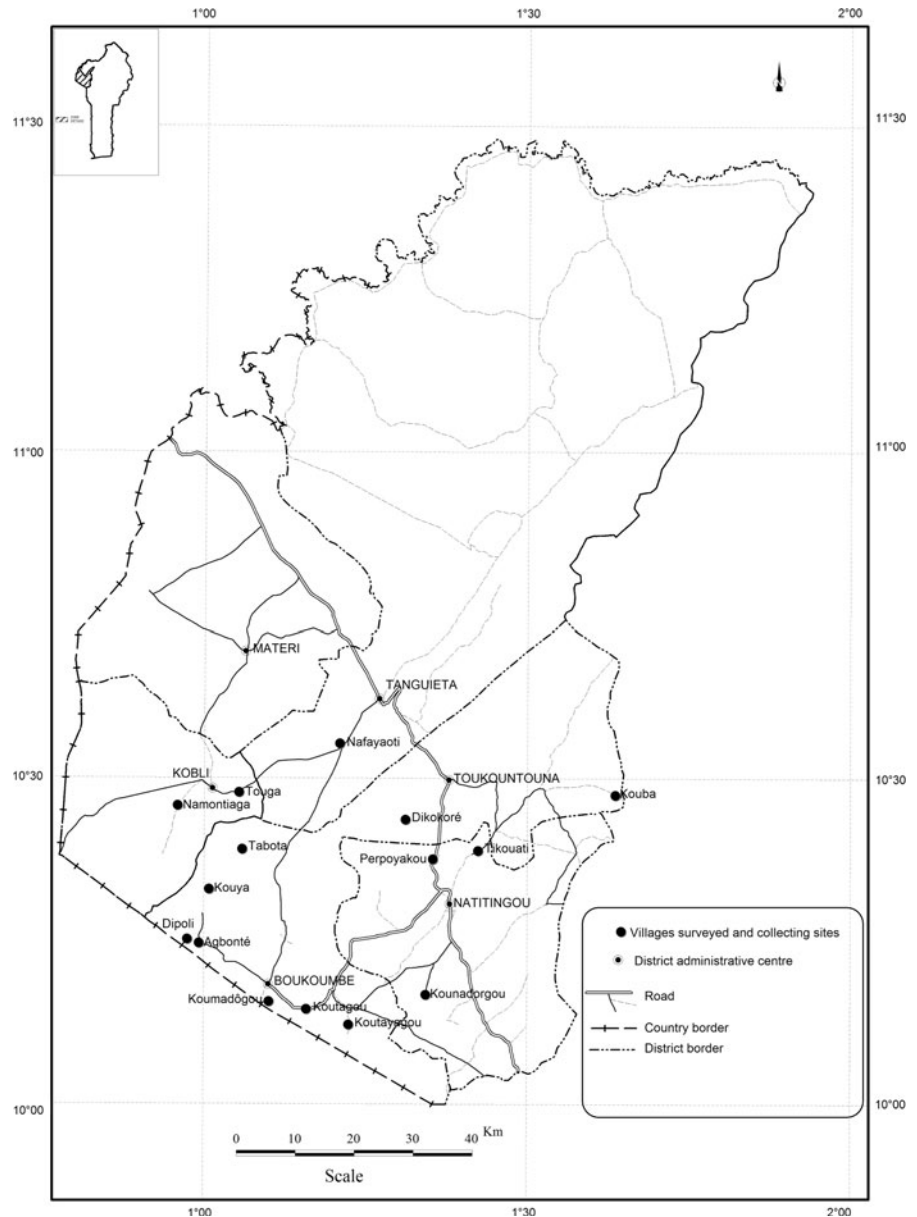 1°00
1°30
2°00
11°30
11°30
11°00
11°00
MATERI
TANGUIETA
Nafayaoti
KOBLI
10°30
TOUKOUNTOUNA
10°30
Touga
Kouba
Namontiaga
Dikokoré
Tabota
Perpoyakou
Tikouati
Kouya
NATITINGOU
Dipoli
Agbonté
BOUKOUMBE
Koumadôgou
Koutagou
Kounadorgou
Koutayagou
Villages surveyed and collecting sites
District administrative centre
Road
Country border
District border
10°00
10°00
0 10 20 30 40 Km
Scale
1°00
1°30
2°00